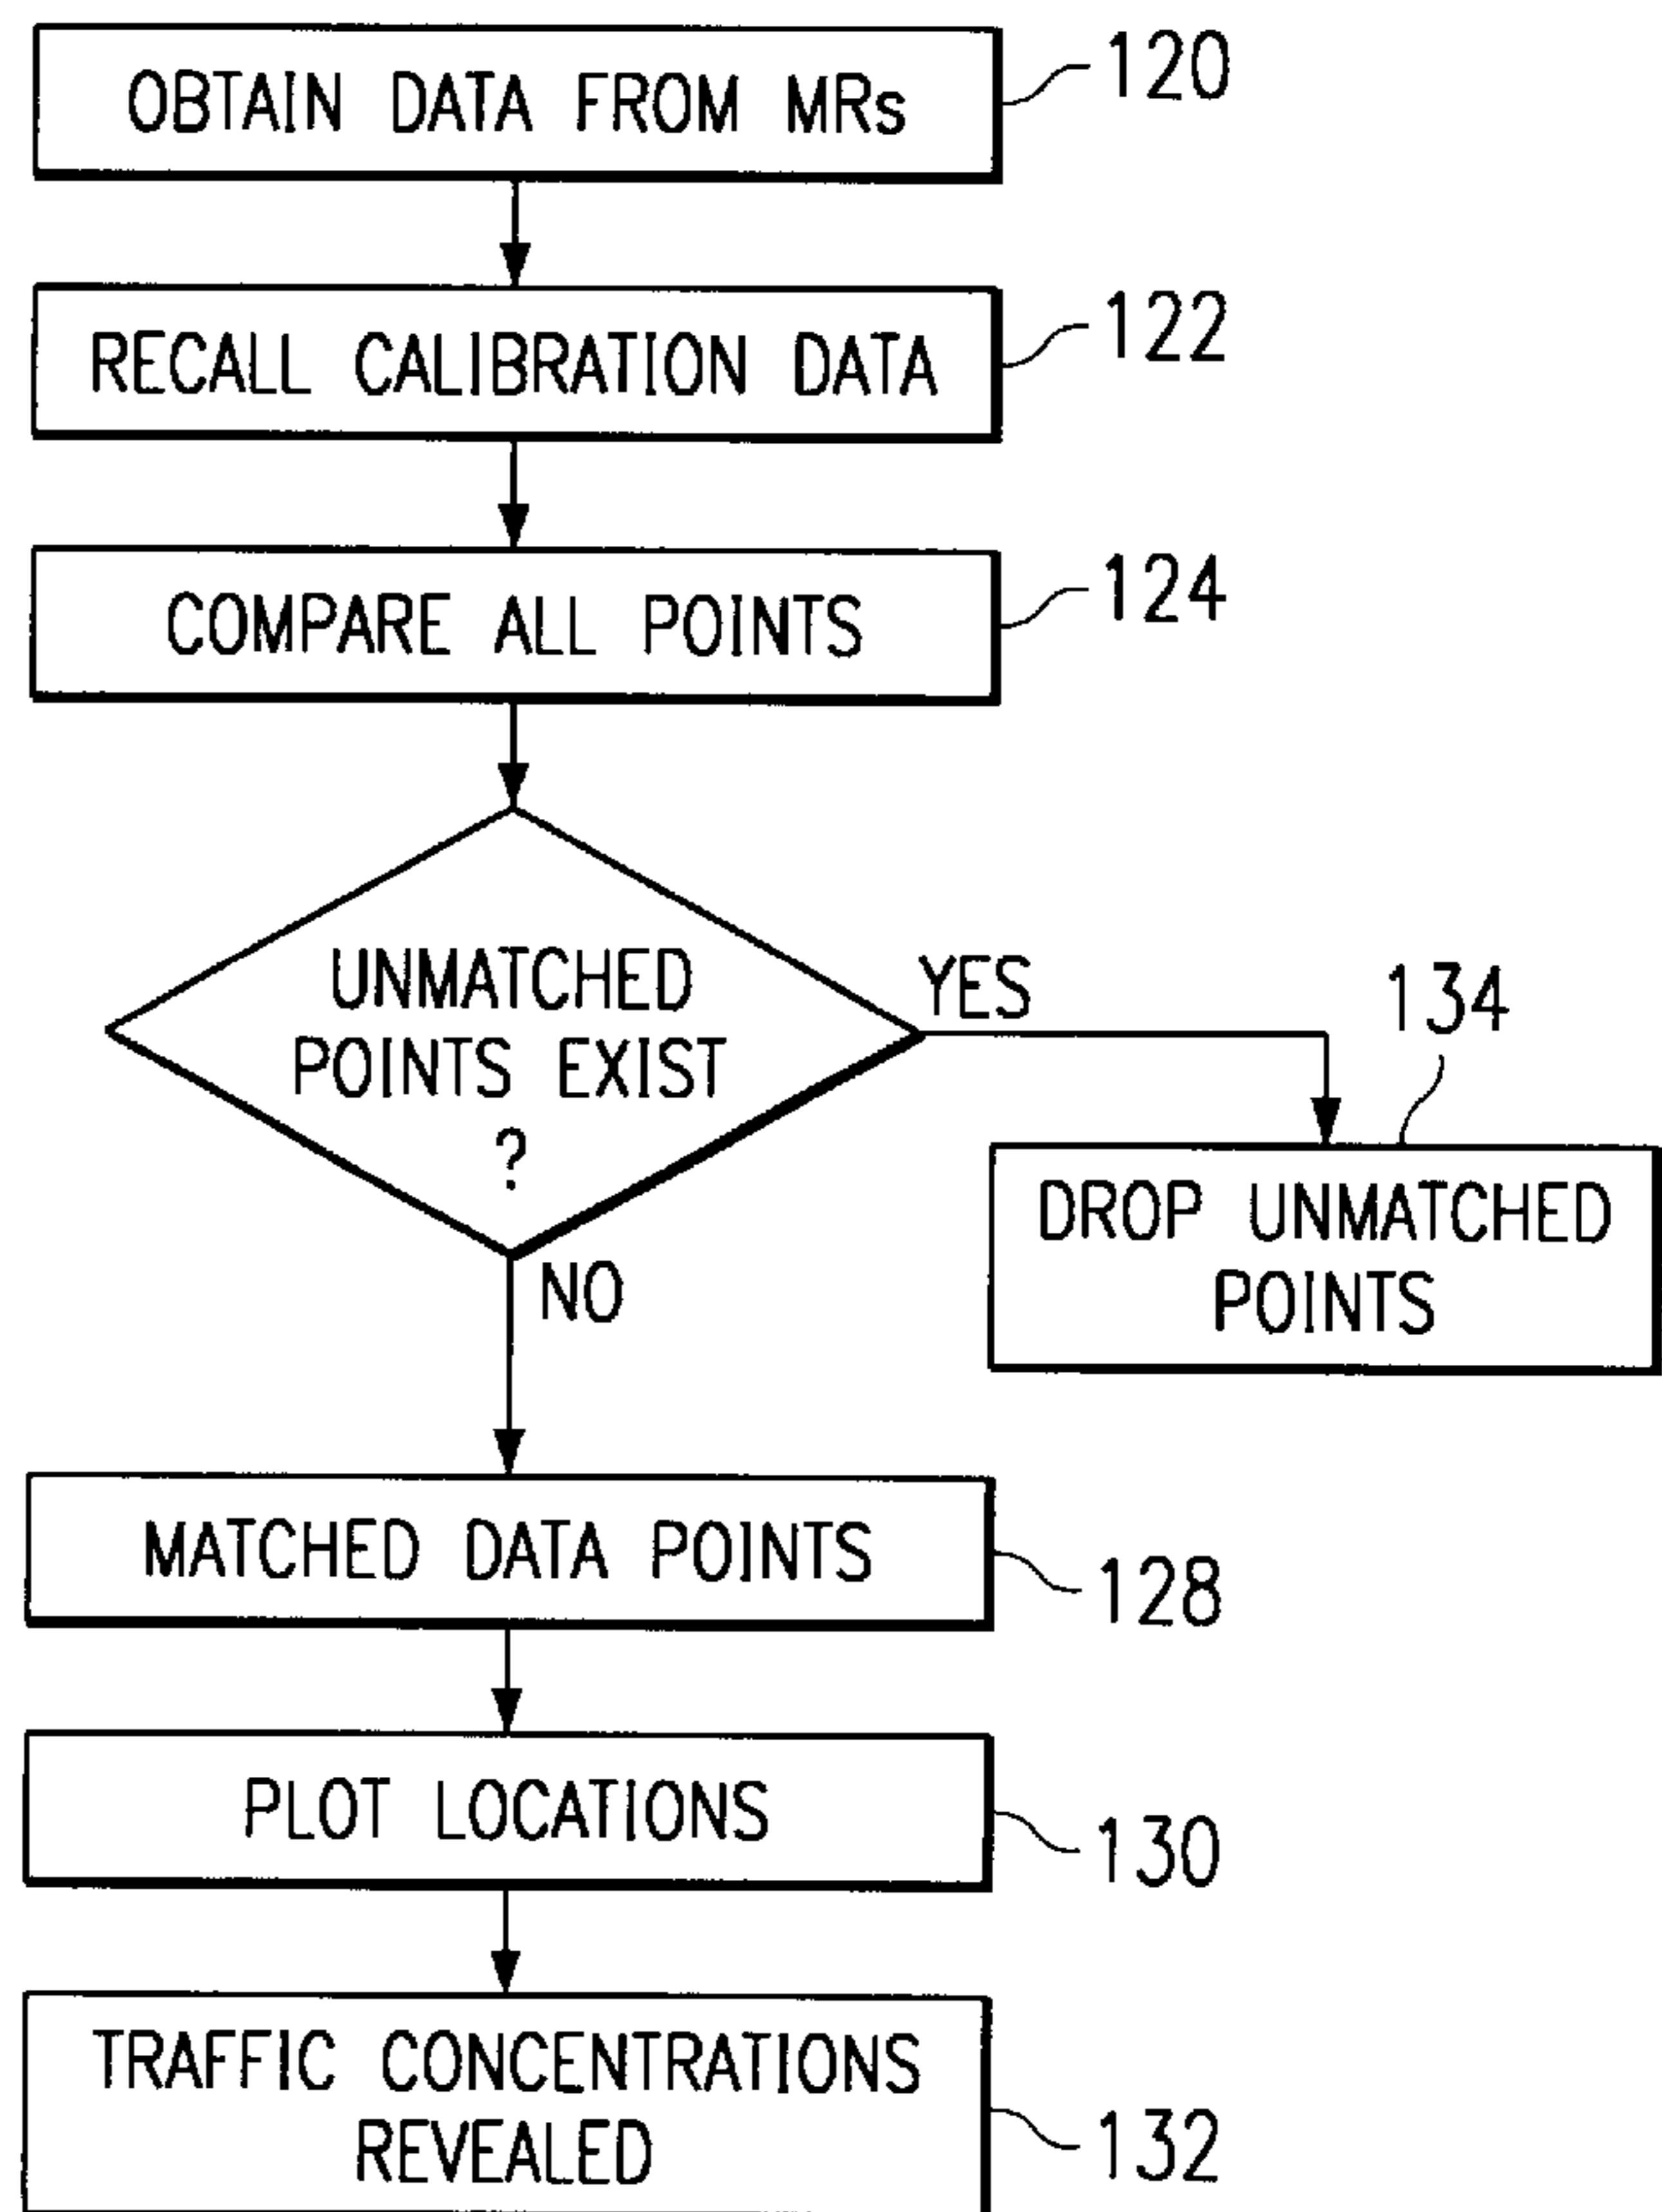 OBTAIN DATA FROM MRs
120
RECALL CALIBRATION DATA
122
COMPARE ALL POINTS
124
UNMATCHED
POINTS EXIST
?
YES
134
DROP UNMATCHED
POINTS
NO
MATCHED DATA POINTS
128
PLOT LOCATIONS
130
TRAFFIC CONCENTRATIONS
REVEALED
132